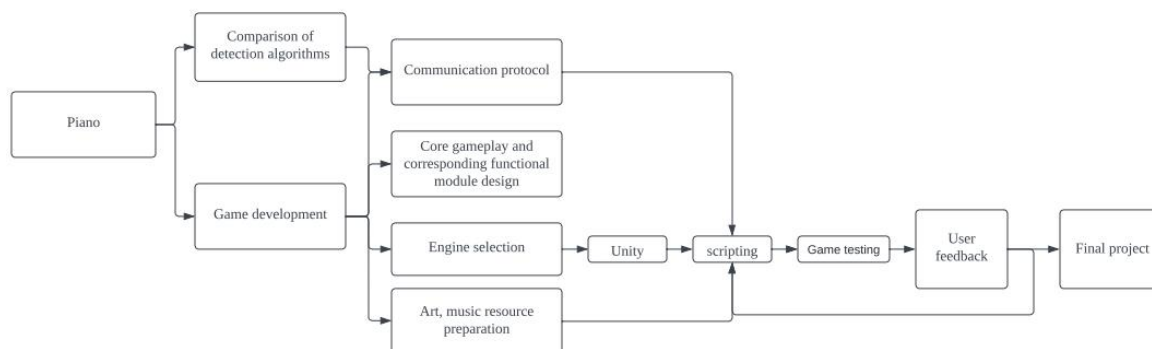 Piano
Comparison of
detection algorithms
Game development
Communication protocol
Core gameplay and
corresponding functional
module design
Engine selection
Art, music resource
preparation
Unity
scripting
Game testing
User
feedback
Final project